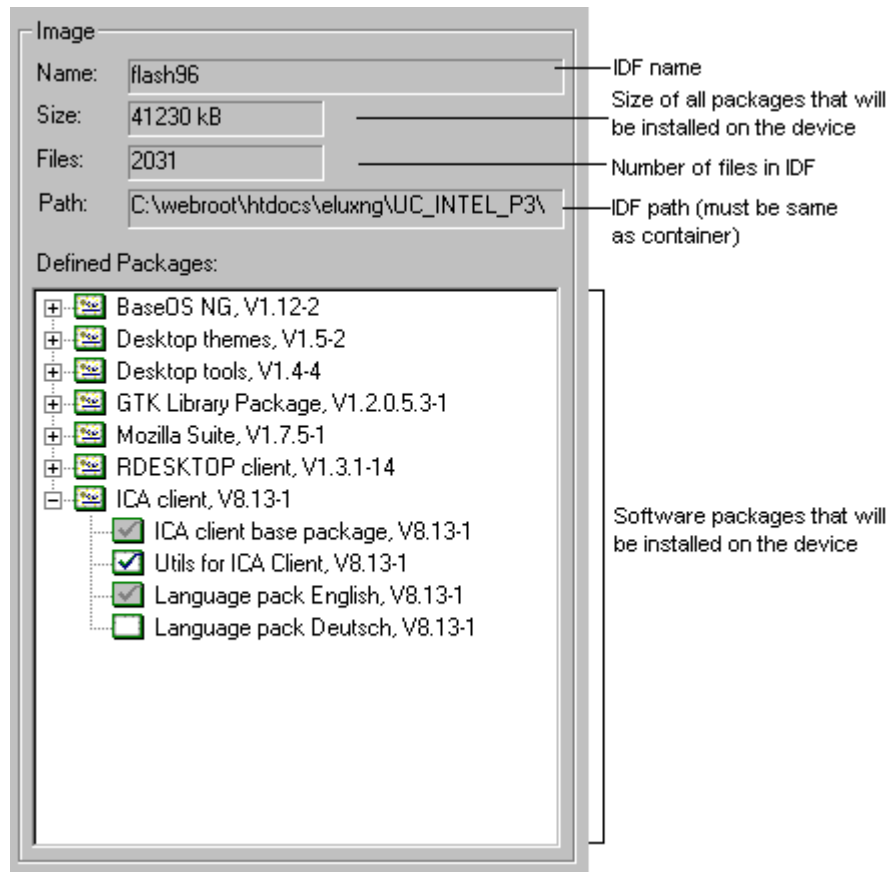 Image
Name: flash96
IDF name
Size: 41230 kB
Size of all packages that will
be installed on the device
Files: 2031
Number of files in IDF
Path: C:\webroot\htdocs\eluxng\UC_INTEL_P3\
IDF path (must be same
as container)
Defined Packages:
BaseOS NG, V1.12-2
Desktop themes, V1.5-2
Desktop tools, V1.4-4
GTK Library Package, V1.2.0.5.3-1
Mozilla Suite, V1.7.5-1
RDESKTOP client, V1.3.1-14
ICA client, V8.13-1
ICA client base package, V8.13-1
Utils for ICA Client, V8.13-1
Language pack English, V8.13-1
Language pack Deutsch, V8.13-1
Software packages that will
be installed on the device